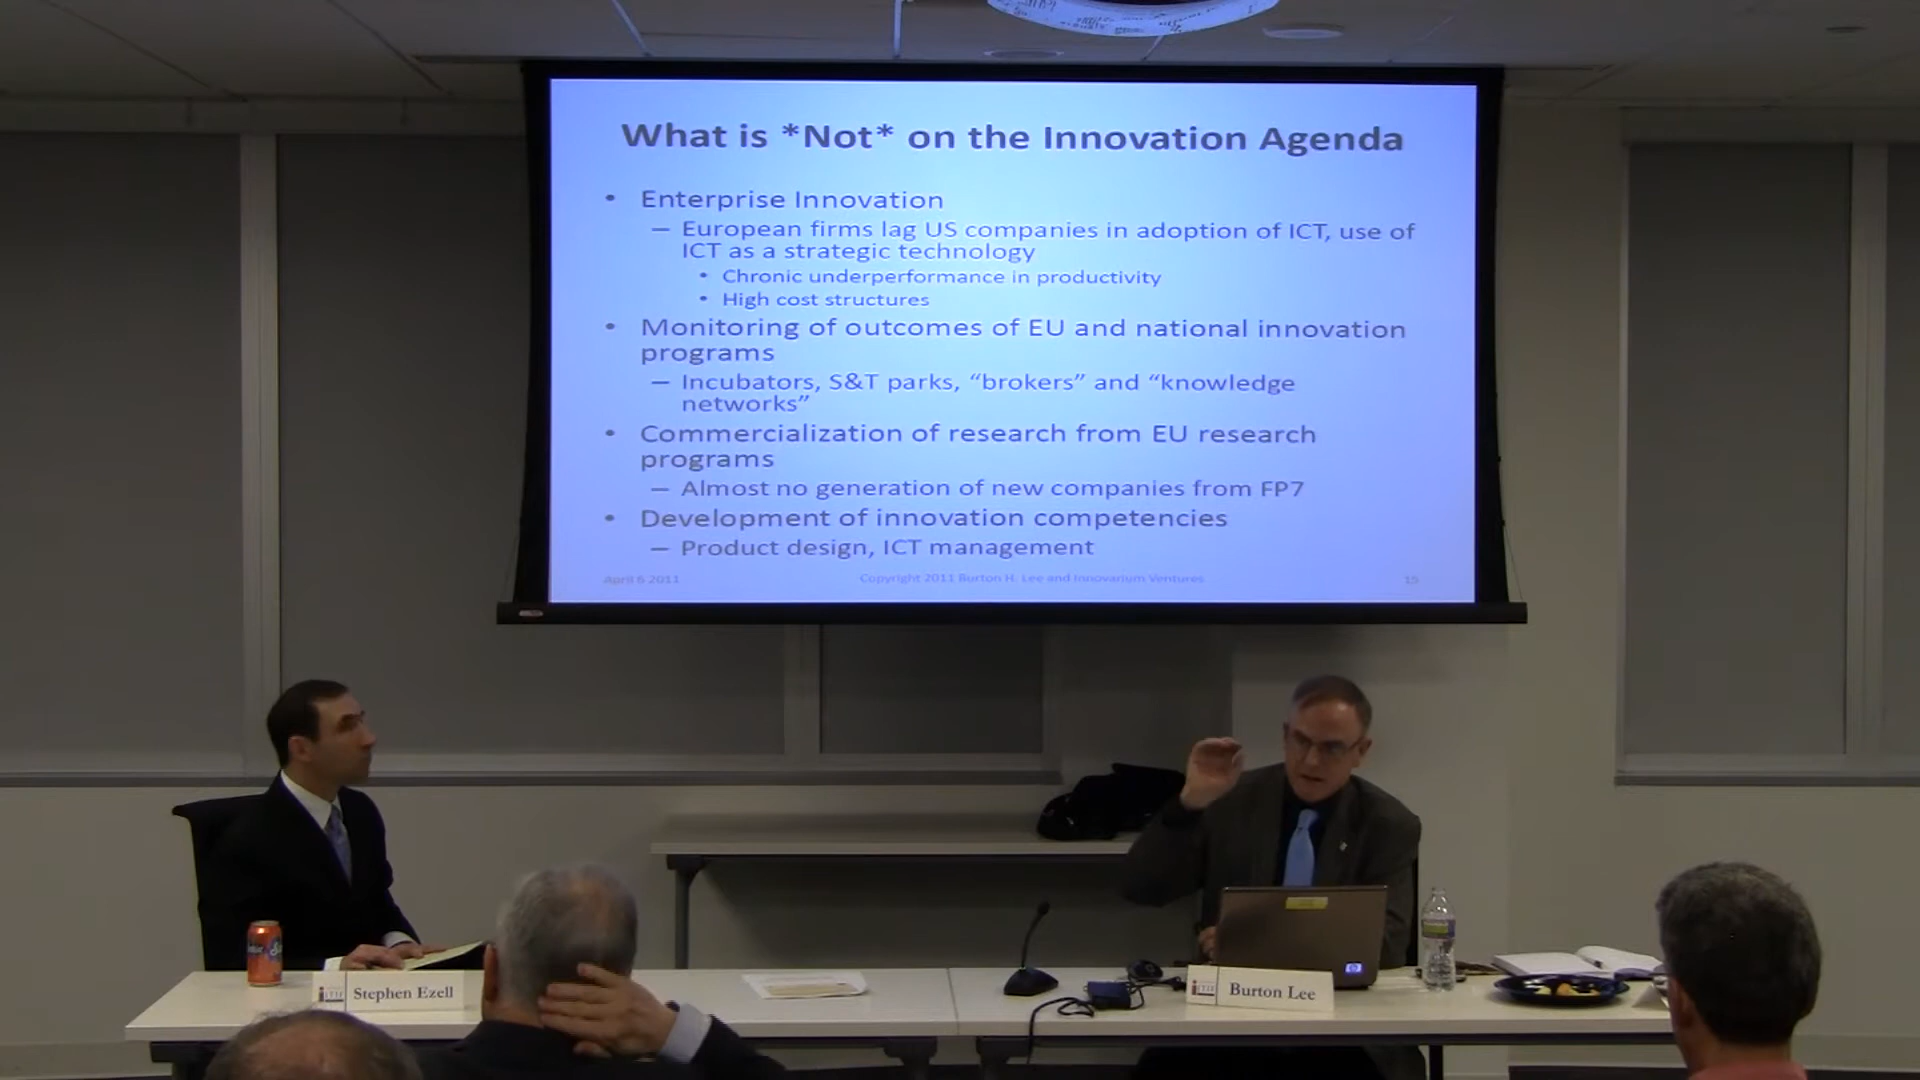 What is *Not* on the Innovation Agenda
• Enterprise Innovation
– European firms lag US companies in adoption of ICT, use of
ICT as a strategic technology
• Chronic underperformance in productivity
• High cost structures
• Monitoring of outcomes of EU and national innovation
programs
– Incubators, S&T parks, “brokers” and “knowledge
networks”
• Commercialization of research from EU research
programs
– Almost no generation of new companies from FP7
• Development of innovation competencies
– Product design, ICT management
April 6 2011 Copyright 2011 Burton H. Lee and Innovarium Ventures 15
ITIF Stephen Ezell
ITIF Burton Lee
hp